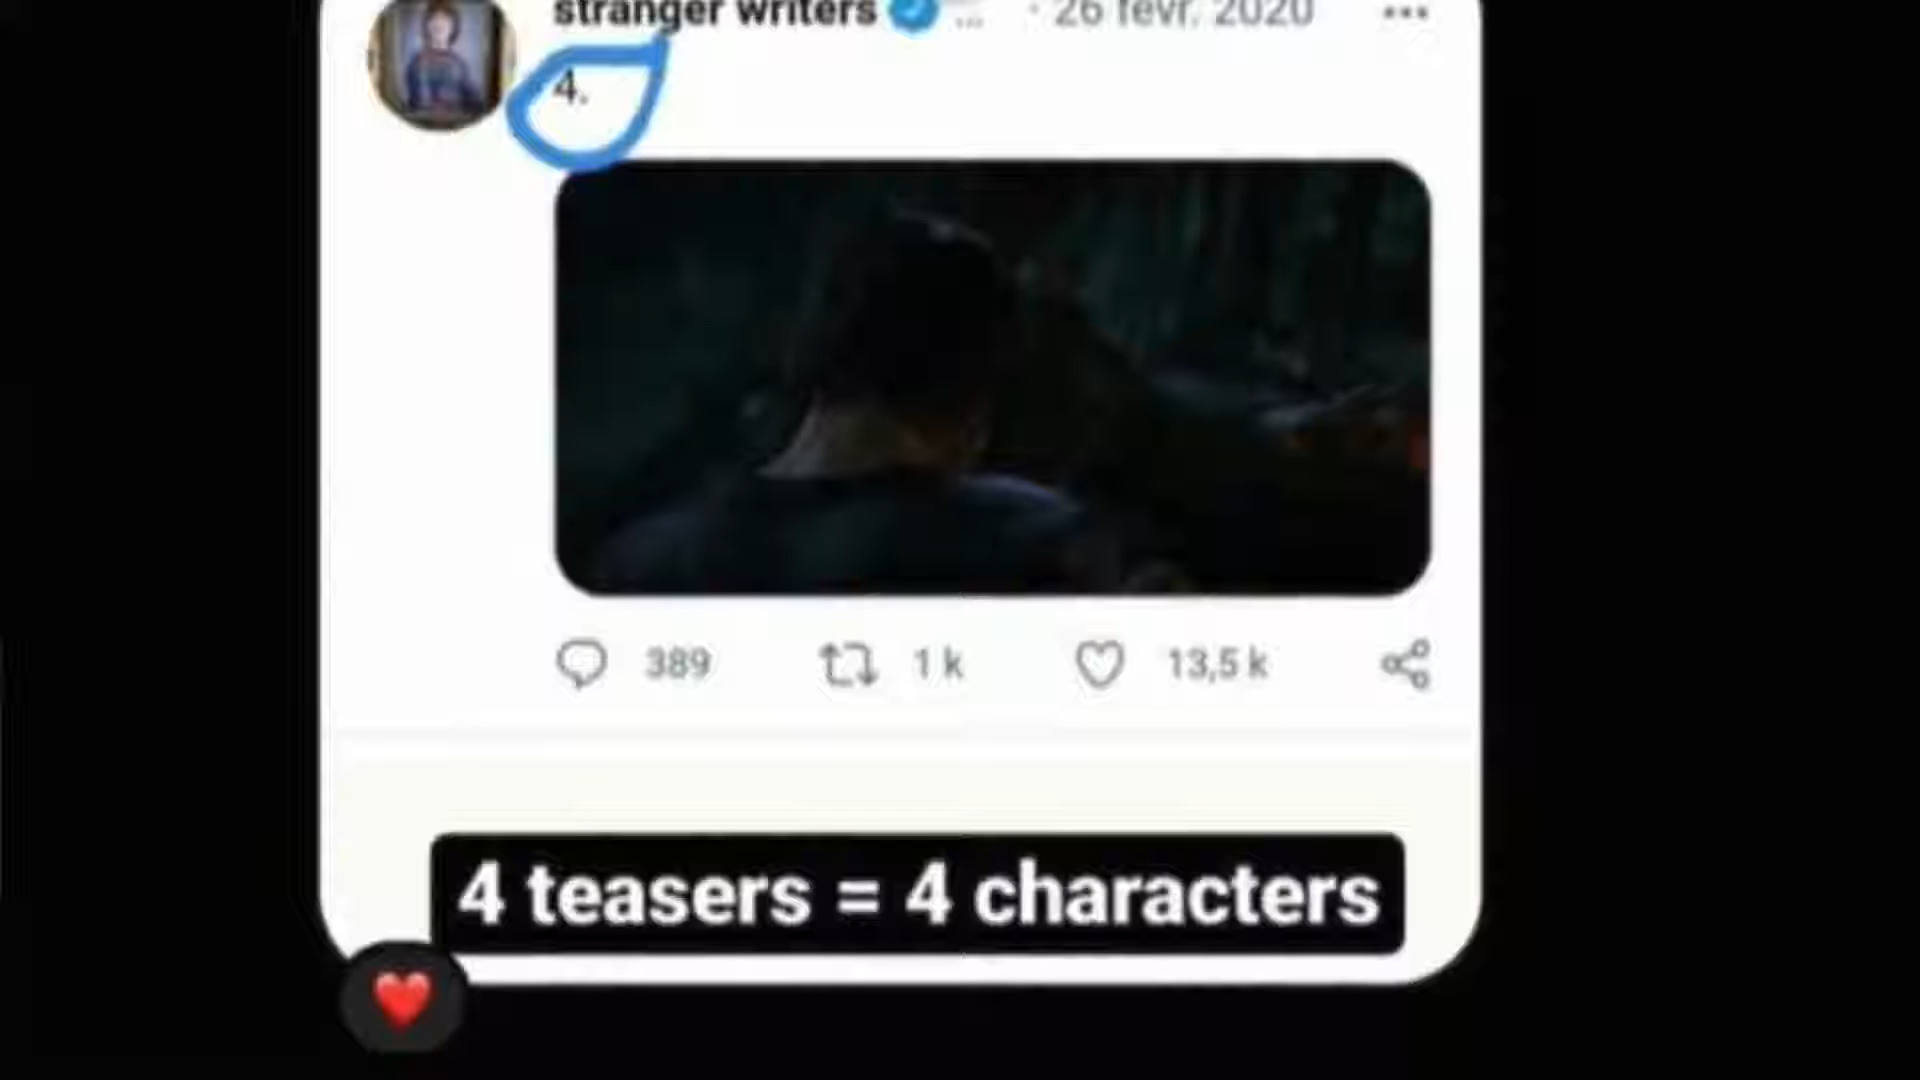 stranger writers ... · 26 févr. 2020
4.
389 1 k 13,5 k
4 teasers = 4 characters